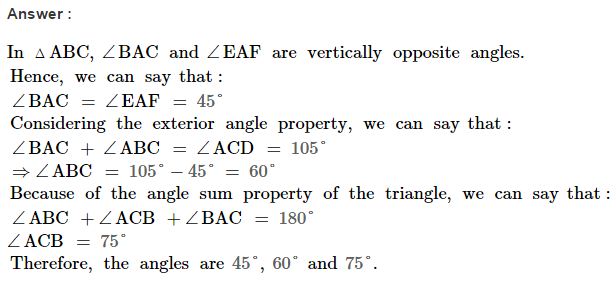 Answer :
In △ ABC, ∠BAC and ∠EAF are vertically opposite angles.
Hence, we can say that :
∠BAC = ∠EAF = 45°
Considering the exterior angle property, we can say that :
∠BAC + ∠ABC = ∠ACD = 105°
⇒ ∠ABC = 105° − 45° = 60°
Because of the angle sum property of the triangle, we can say that :
∠ABC + ∠ACB + ∠BAC = 180°
∠ACB = 75°
Therefore, the angles are 45°, 60° and 75°.